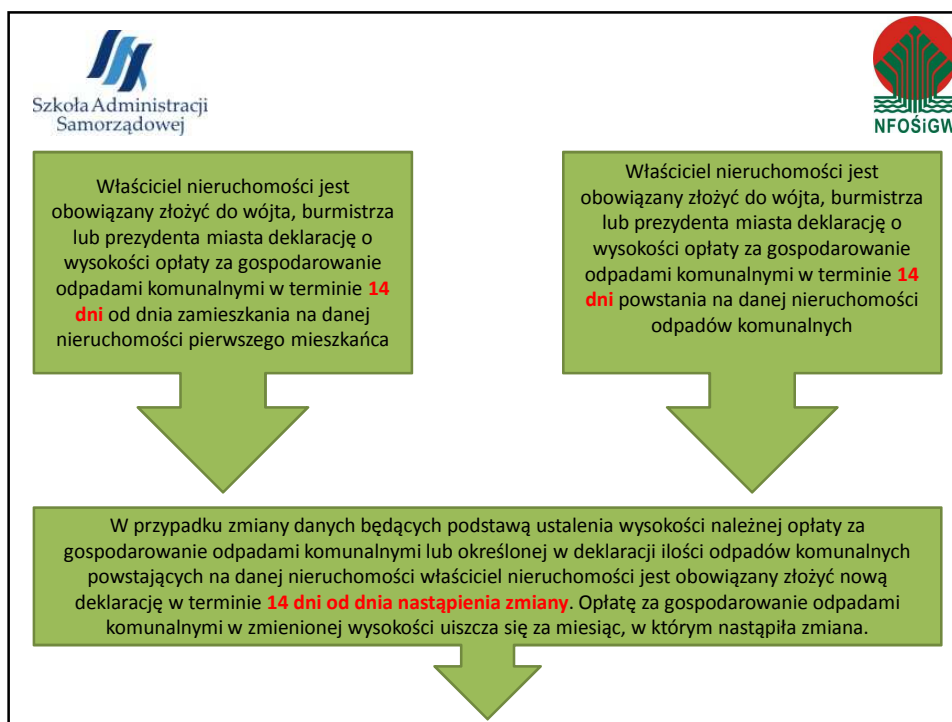 Szkoła Administracji
Samorządowej
NFOŚiGW
Właściciel nieruchomości jest
obowiązany złożyć do wójta, burmistrza
lub prezydenta miasta deklarację o
wysokości opłaty za gospodarowanie
odpadami komunalnymi w terminie 14
dni od dnia zamieszkania na danej
nieruchomości pierwszego mieszkańca
Właściciel nieruchomości jest
obowiązany złożyć do wójta, burmistrza
lub prezydenta miasta deklarację o
wysokości opłaty za gospodarowanie
odpadami komunalnymi w terminie 14
dni powstania na danej nieruchomości
odpadów komunalnych
W przypadku zmiany danych będących podstawą ustalenia wysokości należnej opłaty za
gospodarowanie odpadami komunalnymi lub określonej w deklaracji ilości odpadów komunalnych
powstających na danej nieruchomości właściciel nieruchomości jest obowiązany złożyć nową
deklarację w terminie 14 dni od dnia nastąpienia zmiany. Opłatę za gospodarowanie odpadami
komunalnymi w zmienionej wysokości uiszcza się za miesiąc, w którym nastąpiła zmiana.